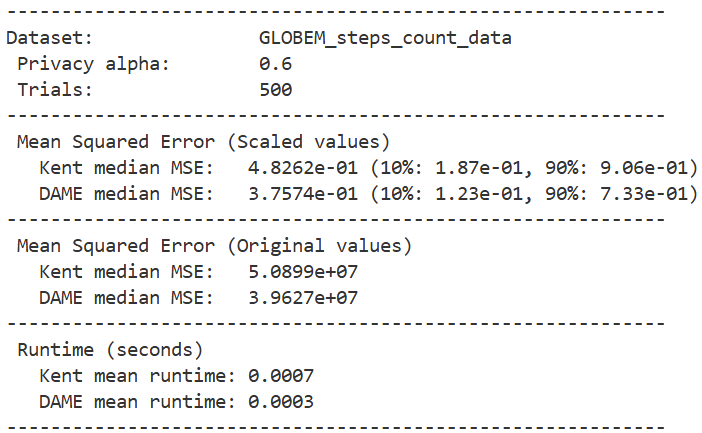 ------------------------------------------------------------
Dataset:               GLOBEM_steps_count_data
 Privacy alpha:        0.6
 Trials:               500
------------------------------------------------------------
 Mean Squared Error (Scaled values)
   Kent median MSE:   4.8262e-01 (10%: 1.87e-01, 90%: 9.06e-01)
   DAME median MSE:   3.7574e-01 (10%: 1.23e-01, 90%: 7.33e-01)
------------------------------------------------------------
 Mean Squared Error (Original values)
   Kent median MSE:   5.0899e+07
   DAME median MSE:   3.9627e+07
------------------------------------------------------------
 Runtime (seconds)
   Kent mean runtime: 0.0007
   DAME mean runtime: 0.0003
------------------------------------------------------------